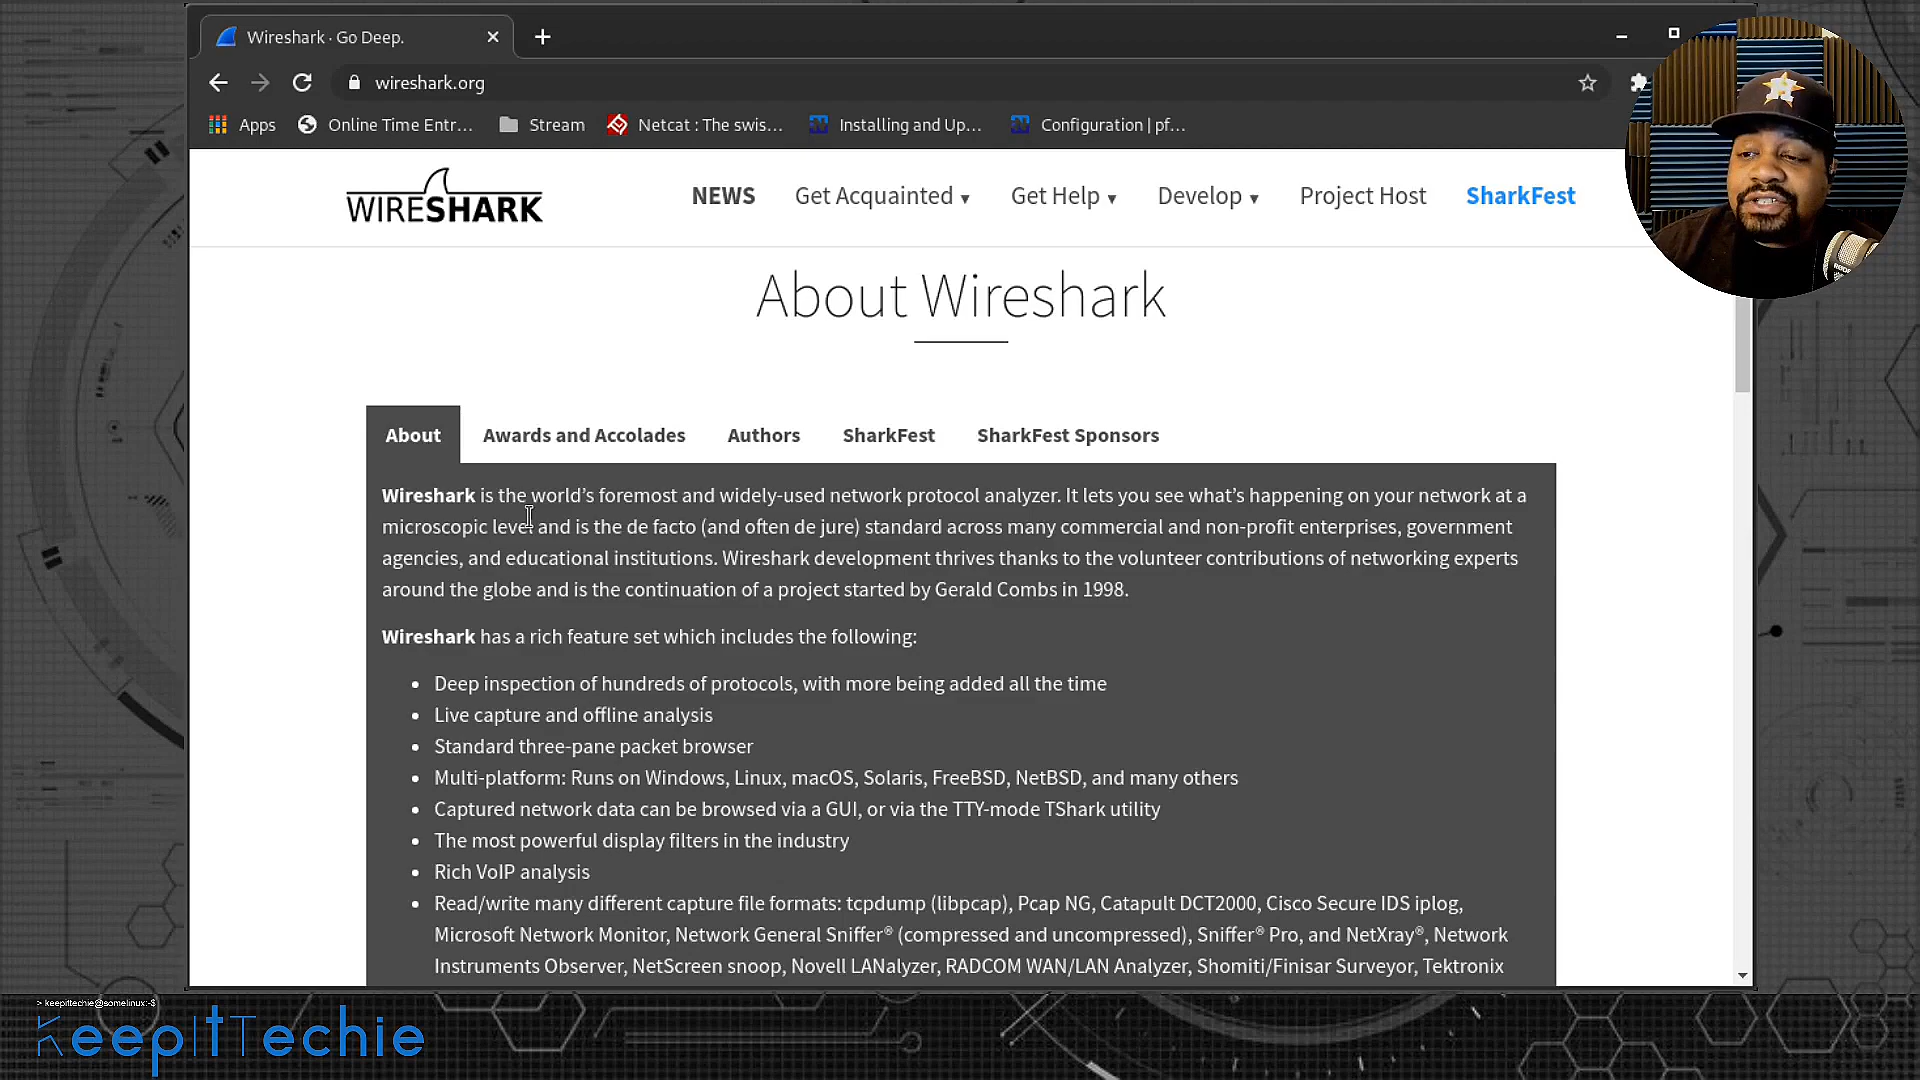 Wireshark · Go Deep.
wireshark.org
Apps
Online Time Entr...
Stream
Netcat : The swis...
Installing and Up...
Configuration | pf...
WIRESHARK
NEWS
Get Acquainted ▾
Get Help ▾
Develop ▾
Project Host
SharkFest
About Wireshark
About
Awards and Accolades
Authors
SharkFest
SharkFest Sponsors
Wireshark is the world’s foremost and widely-used network protocol analyzer. It lets you see what’s happening on your network at a
microscopic level and is the de facto (and often de jure) standard across many commercial and non-profit enterprises, government
agencies, and educational institutions. Wireshark development thrives thanks to the volunteer contributions of networking experts
around the globe and is the continuation of a project started by Gerald Combs in 1998.
Wireshark has a rich feature set which includes the following:
• Deep inspection of hundreds of protocols, with more being added all the time
• Live capture and offline analysis
• Standard three-pane packet browser
• Multi-platform: Runs on Windows, Linux, macOS, Solaris, FreeBSD, NetBSD, and many others
• Captured network data can be browsed via a GUI, or via the TTY-mode TShark utility
• The most powerful display filters in the industry
• Rich VoIP analysis
• Read/write many different capture file formats: tcpdump (libpcap), Pcap NG, Catapult DCT2000, Cisco Secure IDS iplog,
Microsoft Network Monitor, Network General Sniffer® (compressed and uncompressed), Sniffer® Pro, and NetXray®, Network
Instruments Observer, NetScreen snoop, Novell LANalyzer, RADCOM WAN/LAN Analyzer, Shomiti/Finisar Surveyor, Tektronix
> keepittechie@somelinux:~$
KeepItTechie